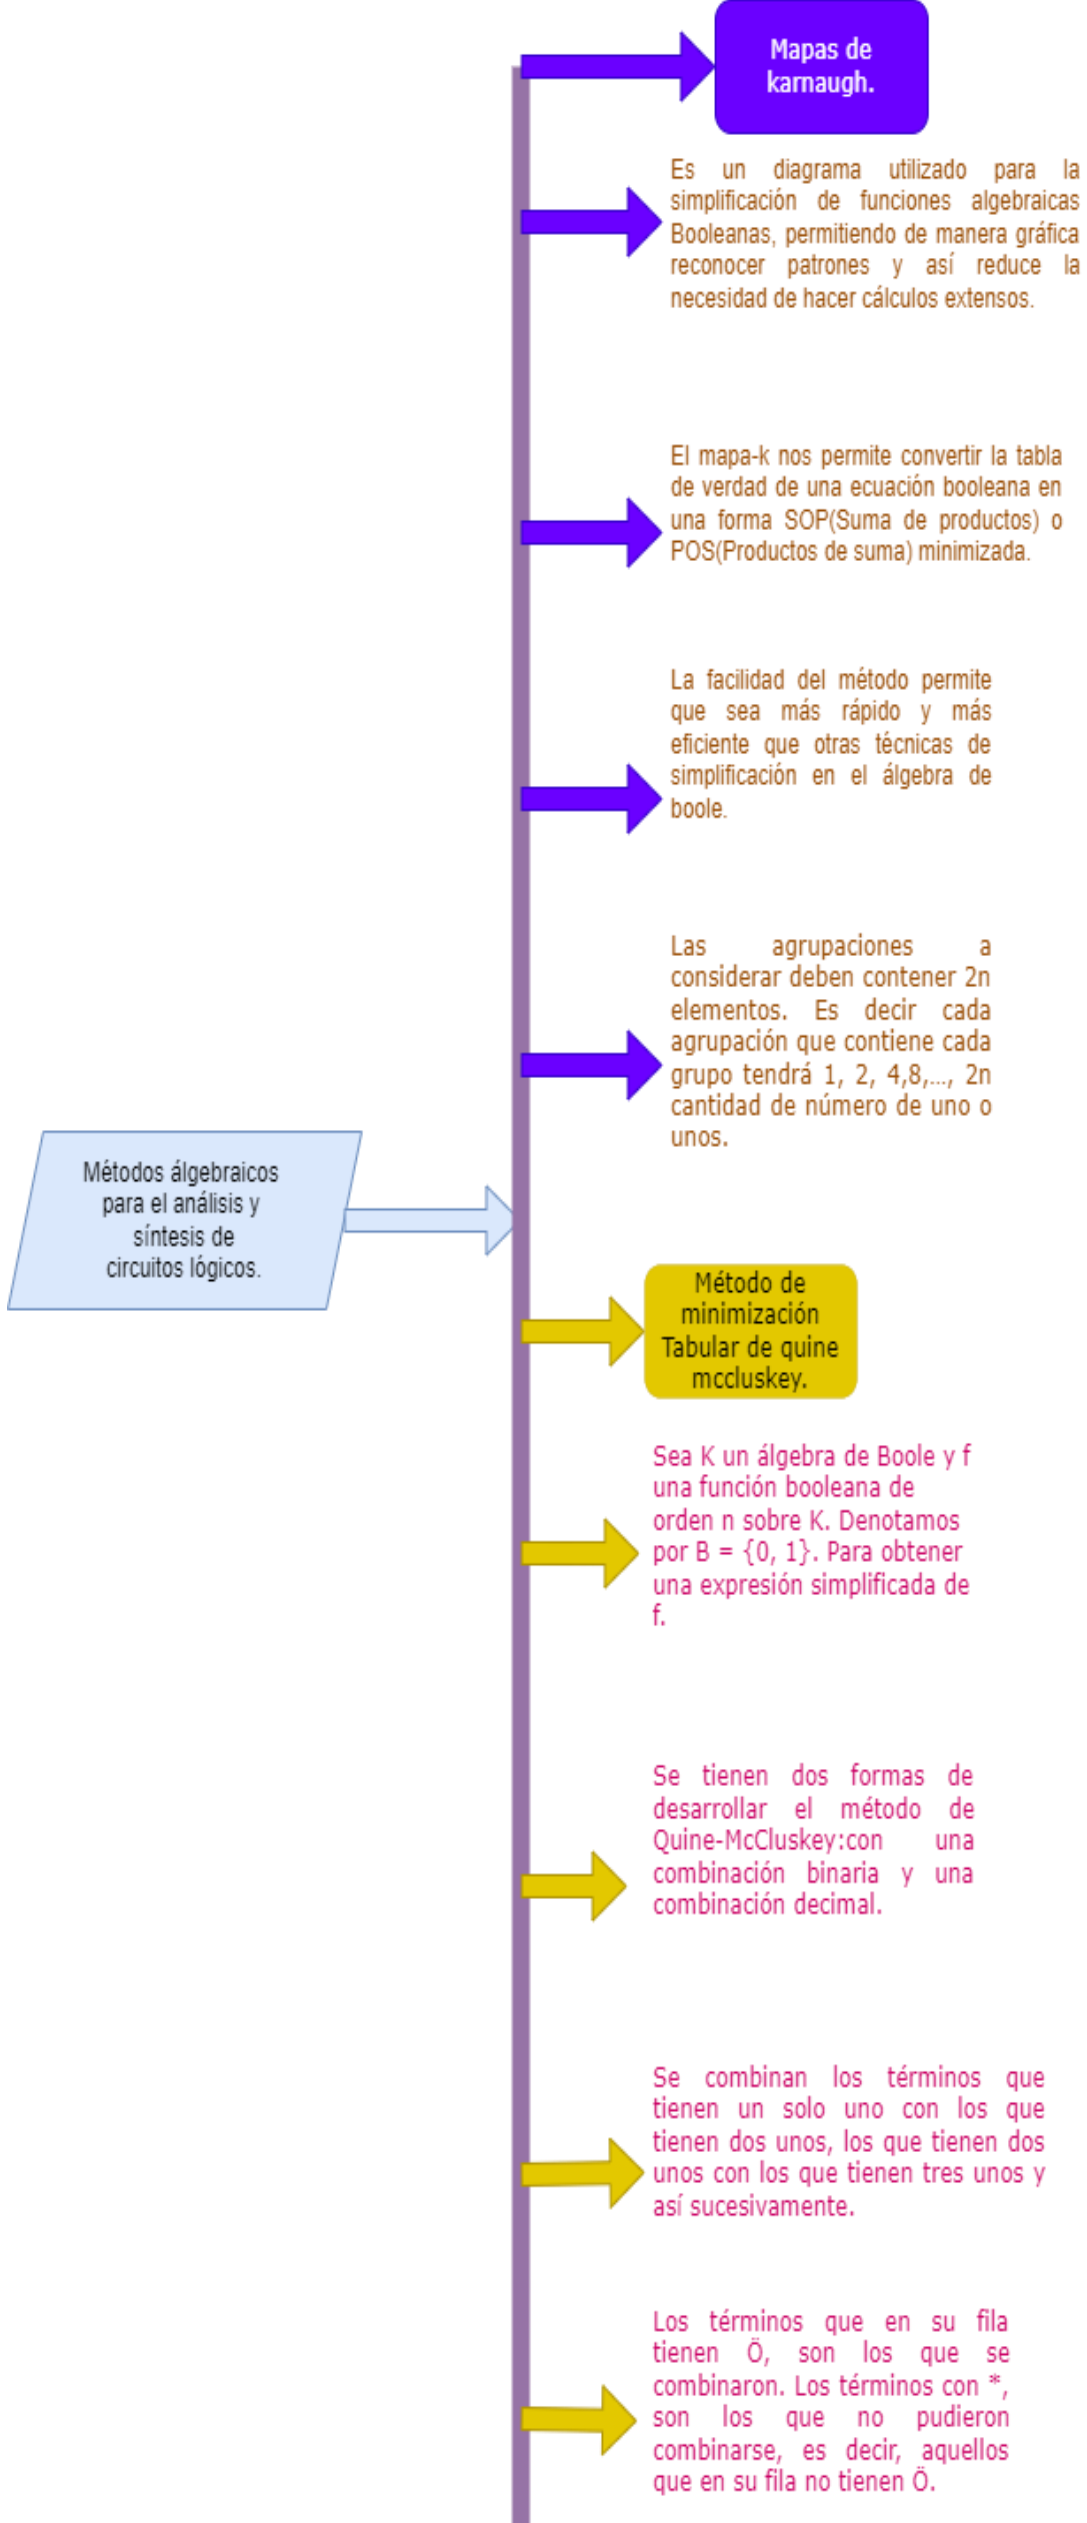 Mapas de
karnaugh.
Es un diagrama utilizado para la
simplificación de funciones algebraicas
Booleanas, permitiendo de manera gráfica
reconocer patrones y así reduce la
necesidad de hacer cálculos extensos.
El mapa-k nos permite convertir la tabla
de verdad de una ecuación booleana en
una forma SOP(Suma de productos) o
POS(Productos de suma) minimizada.
La facilidad del método permite
que sea más rápido y más
eficiente que otras técnicas de
simplificación en el álgebra de
boole.
Las agrupaciones a
considerar deben contener 2n
elementos. Es decir cada
agrupación que contiene cada
grupo tendrá 1, 2, 4,8,..., 2n
cantidad de número de uno o
unos.
Métodos álgebraicos
para el análisis y
síntesis de
circuitos lógicos.
Método de
minimización
Tabular de quine
mccluskey.
Sea K un álgebra de Boole y f
una función booleana de
orden n sobre K. Denotamos
por B = {0, 1}. Para obtener
una expresión simplificada de
f.
Se tienen dos formas de
desarrollar el método de
Quine-McCluskey:con una
combinación binaria y una
combinación decimal.
Se combinan los términos que
tienen un solo uno con los que
tienen dos unos, los que tienen dos
unos con los que tienen tres unos y
así sucesivamente.
Los términos que en su fila
tienen Ö, son los que se
combinaron. Los términos con *,
son los que no pudieron
combinarse, es decir, aquellos
que en su fila no tienen Ö.